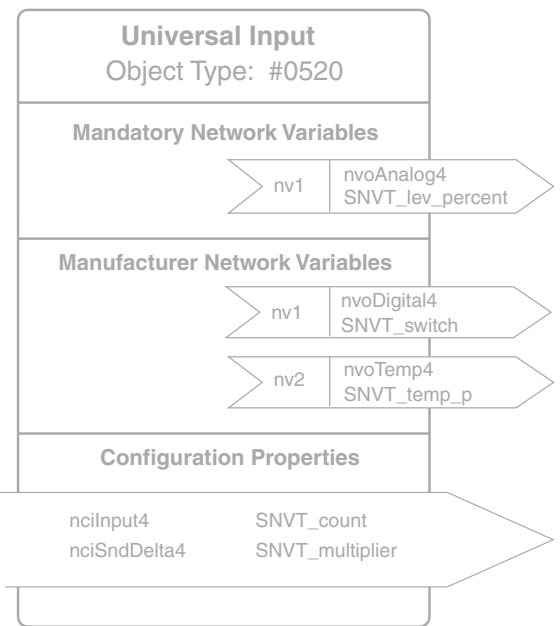 Universal Input
Object Type: #0520
Mandatory Network Variables
nv1 nvoAnalog4
SNVT_lev_percent
Manufacturer Network Variables
nv1 nvoDigital4
SNVT_switch
nv2 nvoTemp4
SNVT_temp_p
Configuration Properties
nciInput4 SNVT_count
nciSndDelta4 SNVT_multiplier